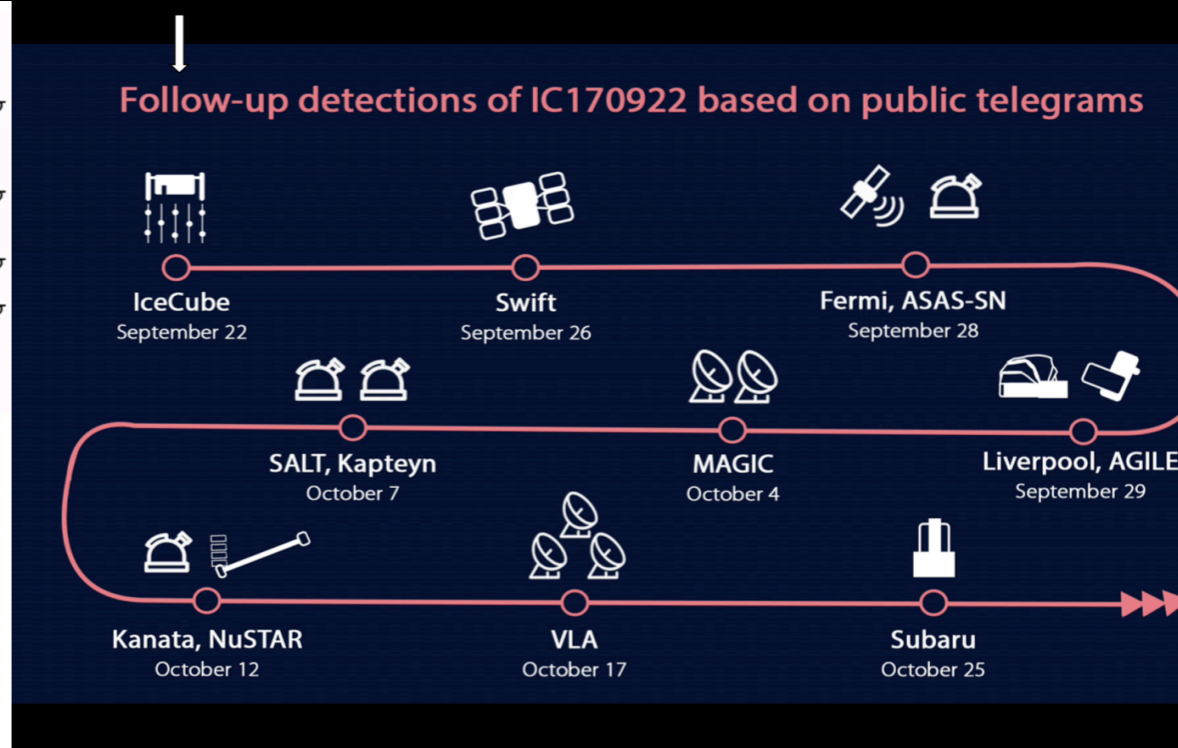 Follow-up detections of IC170922 based on public telegrams
IceCube
September 22
Swift
September 26
Fermi, ASAS-SN
September 28
Liverpool, AGILE
September 29
MAGIC
October 4
SALT, Kapteyn
October 7
Kanata, NuSTAR
October 12
VLA
October 17
Subaru
October 25